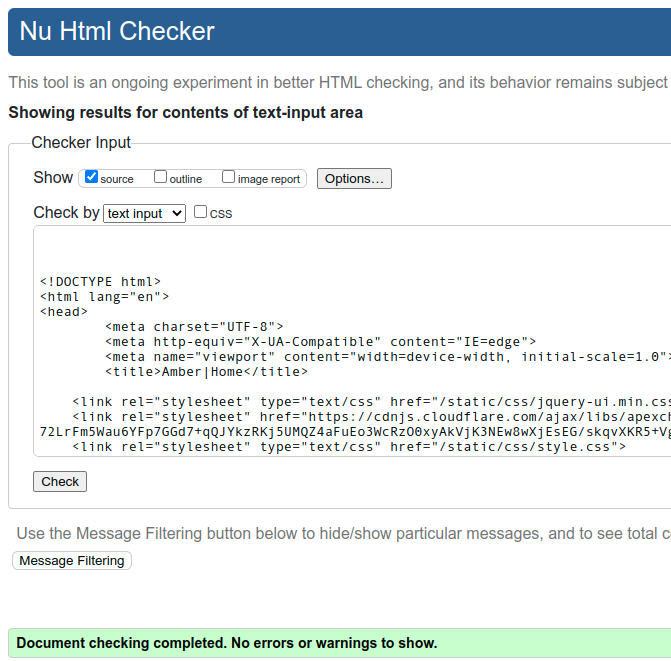 Nu Html Checker
This tool is an ongoing experiment in better HTML checking, and its behavior remains subject
Showing results for contents of text-input area
Checker Input
Show source outline image report Options...
Check by text input css
<!DOCTYPE html>
<html lang="en">
<head>
<meta charset="UTF-8">
<meta http-equiv="X-UA-Compatible" content="IE=edge">
<meta name="viewport" content="width=device-width, initial-scale=1.0">
<title>Amber|Home</title>
<link rel="stylesheet" type="text/css" href="/static/css/jquery-ui.min.css
<link rel="stylesheet" href="https://cdnjs.cloudflare.com/ajax/libs/apexch
72LrFm5Wau6YFp7GGd7+qQJYkzRKj5UMQZ4aFuEo3WcRzO0xyAkVjK3NEw8wXjEsEG/skqvXKR5+Vg
<link rel="stylesheet" type="text/css" href="/static/css/style.css">
Check
Use the Message Filtering button below to hide/show particular messages, and to see total c
Message Filtering
Document checking completed. No errors or warnings to show.